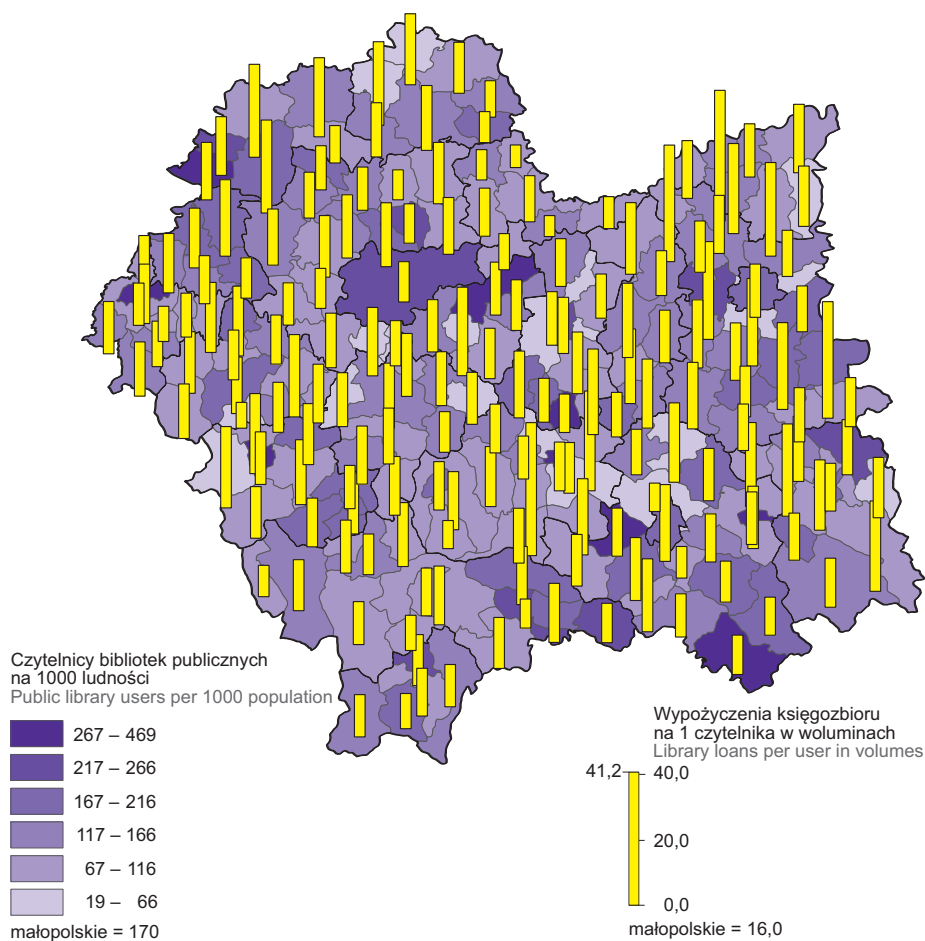 Czytelnicy bibliotek publicznych
na 1000 ludności
Public library users per 1000 population
267 – 469
217 – 266
167 – 216
117 – 166
67 – 116
19 – 66
małopolskie = 170
Wypożyczenia księgozbioru
na 1 czytelnika w woluminach
Library loans per user in volumes
41,2
40,0
20,0
0,0
małopolskie = 16,0